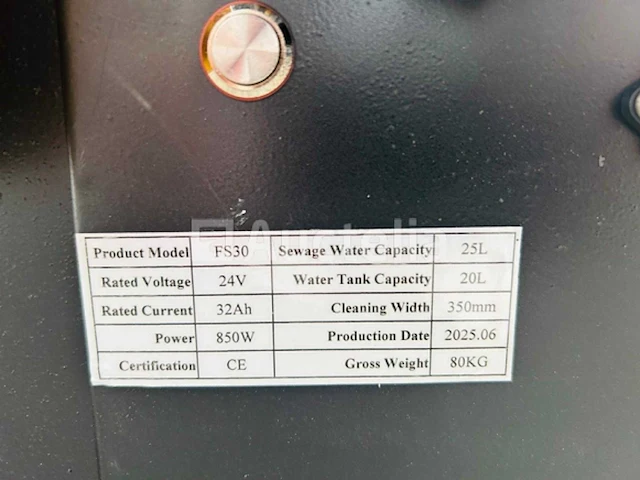 Product Model FS30 Sewage Water Capacity 25L
Rated Voltage 24V Water Tank Capacity 20L
Rated Current 32Ah Cleaning Width 350mm
Power 850W Production Date 2025.06
Certification CE Gross Weight 80KG